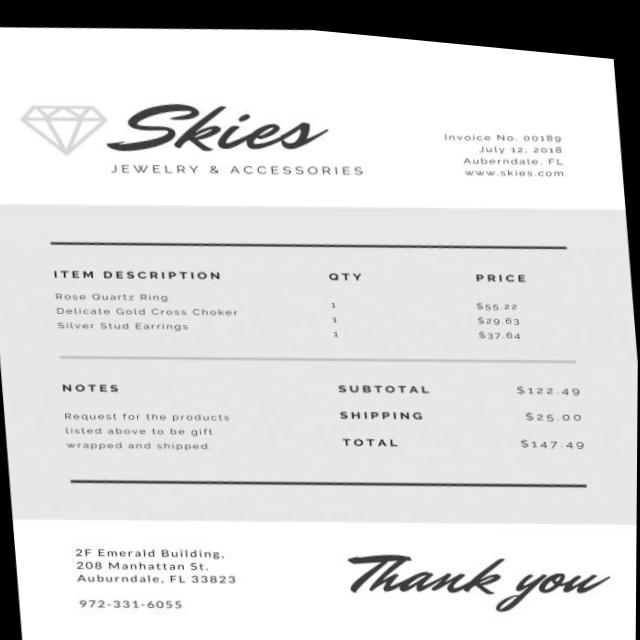 Skies
JEWELRY & ACCESSORIES
Invoice No. 00189
July 12, 2018
Auberndale, FL
www.skies.com
ITEM DESCRIPTION QTY PRICE
Rose Quartz Ring 1 $55.22
Delicate Gold Cross Choker 1 $29.63
Silver Stud Earrings 1 $37.64
NOTES SUBTOTAL $122.49
Request for the products
listed above to be gift
wrapped and shipped.
SHIPPING $25.00
TOTAL $147.49
2F Emerald Building,
208 Manhattan St.
Auburndale, FL 33823
972-331-6055
Thank you